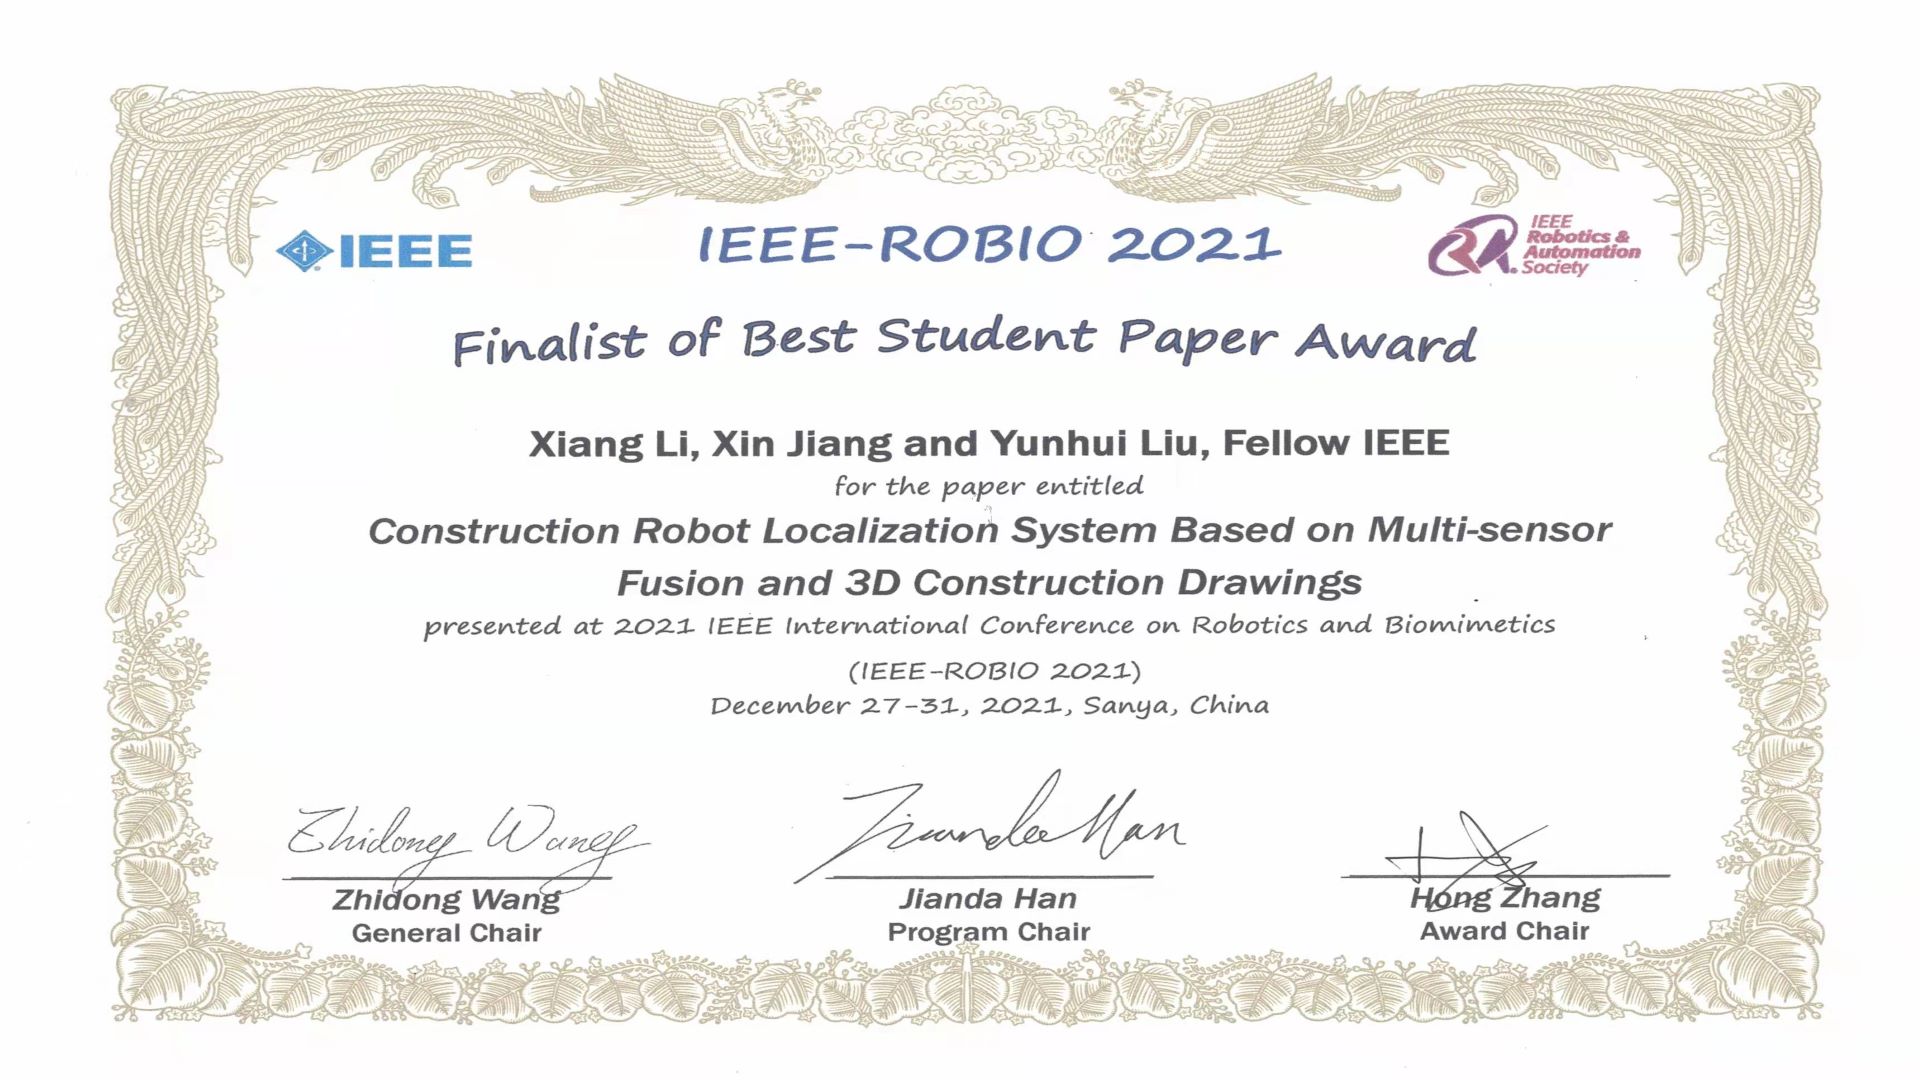 IEEE
IEEE-ROBIO 2021
IEEE
Robotics &
Automation
Society
Finalist of Best Student Paper Award
Xiang Li, Xin Jiang and Yunhui Liu, Fellow IEEE
for the paper entitled
Construction Robot Localization System Based on Multi-sensor
Fusion and 3D Construction Drawings
presented at 2021 IEEE International Conference on Robotics and Biomimetics
(IEEE-ROBIO 2021)
December 27-31, 2021, Sanya, China
Zhidong Wang
Jianda Han
Zhidong Wang
General Chair
Jianda Han
Program Chair
Hong Zhang
Award Chair